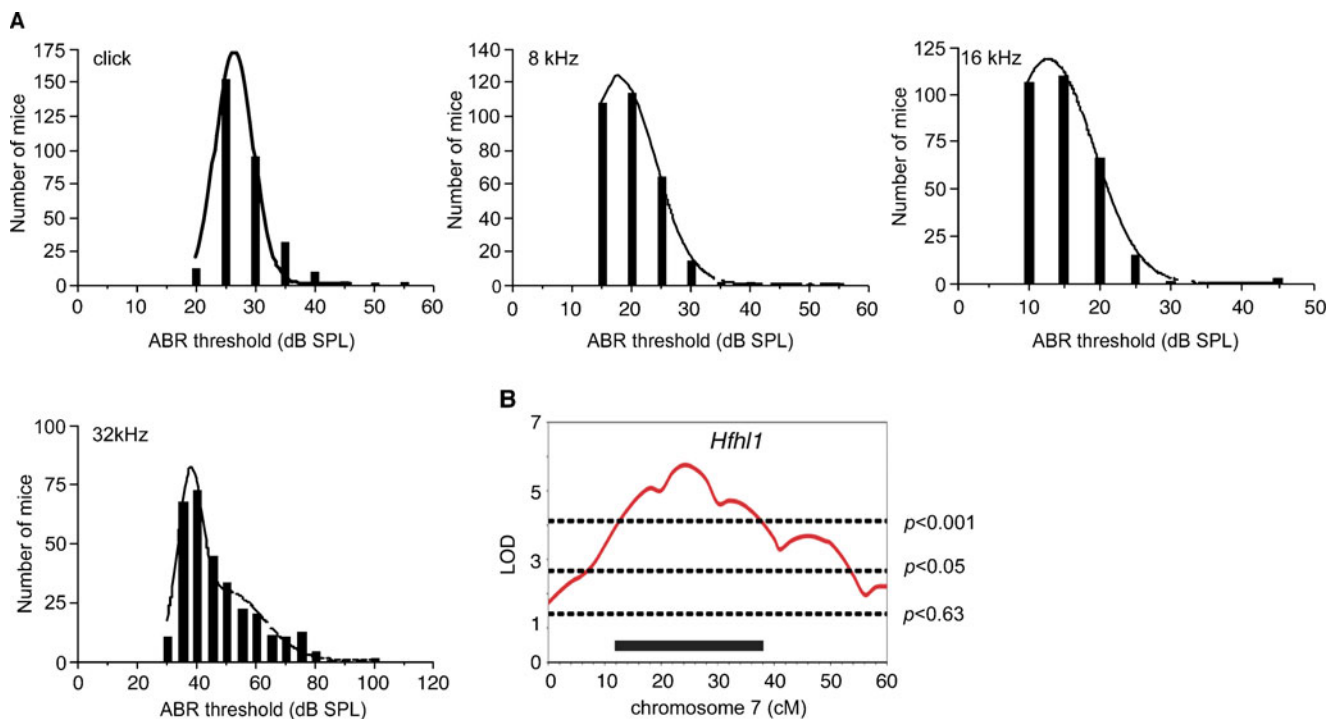 A
click
Number of mice
175
150
125
100
75
50
25
0
0 10 20 30 40 50 60
ABR threshold (dB SPL)
8 kHz
Number of mice
140
120
100
80
60
40
20
0
0 10 20 30 40 50 60
ABR threshold (dB SPL)
16 kHz
Number of mice
125
100
75
50
25
0
0 10 20 30 40 50
ABR threshold (dB SPL)
32kHz
Number of mice
100
75
50
25
0
0 20 40 60 80 100 120
ABR threshold (dB SPL)
B
Hfhl1
LOD
7
5
3
1
0
p<0.001
p<0.05
p<0.63
0 10 20 30 40 50 60
chromosome 7 (cM)